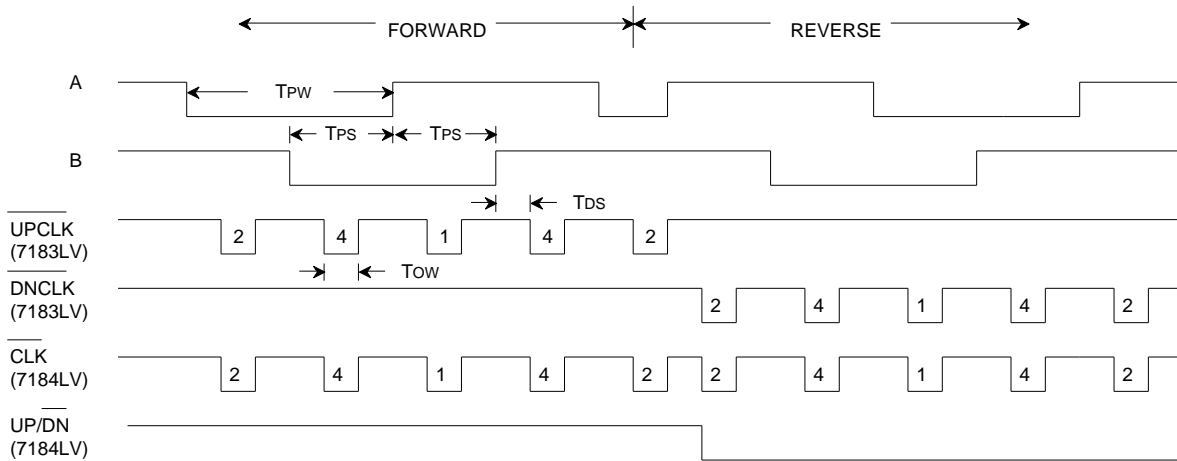 FORWARD REVERSE
A
TPW
TPS TPS
B
TDS
UPCLK
(7183LV)
2 4 1 4 2
TOW
DNCLK
(7183LV)
2 4 1 4 2
CLK
(7184LV)
2 4 1 4 2 2 4 1 4 2
UP/DN
(7184LV)